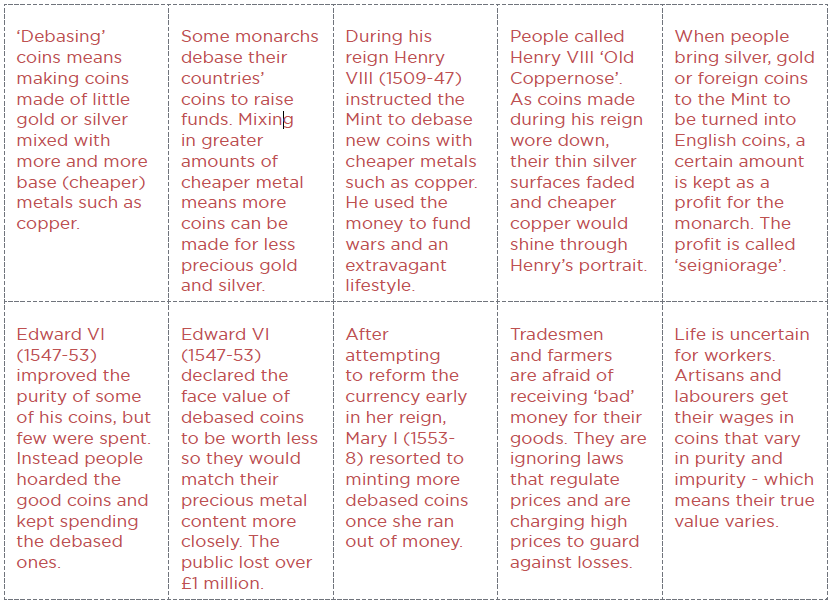 ‘Debasing’
coins means
making coins
made of little
gold or silver
mixed with
more and more
base (cheaper)
metals such as
copper.
Some monarchs
debase their
countries’
coins to raise
funds. Mixing
in greater
amounts of
cheaper metal
means more
coins can be
made for less
precious gold
and silver.
During his
reign Henry
VIII (1509-47)
instructed the
Mint to debase
new coins with
cheaper metals
such as copper.
He used the
money to fund
wars and an
extravagant
lifestyle.
People called
Henry VIII ‘Old
Coppernose’.
As coins made
during his reign
wore down,
their thin silver
surfaces faded
and cheaper
copper would
shine through
Henry’s portrait.
When people
bring silver, gold
or foreign coins
to the Mint to
be turned into
English coins, a
certain amount
is kept as a
profit for the
monarch. The
profit is called
‘seigniorage’.
Edward VI
(1547-53)
improved the
purity of some
of his coins, but
few were spent.
Instead people
hoarded the
good coins and
kept spending
the debased
ones.
Edward VI
(1547-53)
declared the
face value of
debased coins
to be worth less
so they would
match their
precious metal
content more
closely. The
public lost over
£1 million.
After
attempting
to reform the
currency early
in her reign,
Mary I (1553-
8) resorted to
minting more
debased coins
once she ran
out of money.
Tradesmen
and farmers
are afraid of
receiving ‘bad’
money for their
goods. They are
ignoring laws
that regulate
prices and are
charging high
prices to guard
against losses.
Life is uncertain
for workers.
Artisans and
labourers get
their wages in
coins that vary
in purity and
impurity - which
means their true
value varies.